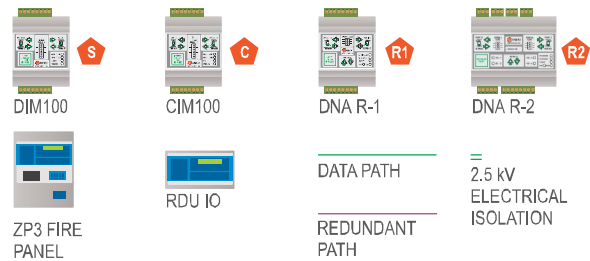 S
C
R1
R2
DIM100
CIM100
DNA R-1
DNA R-2
ZP3 FIRE
PANEL
RDU IO
DATA PATH
REDUNDANT
PATH
2.5 kV
ELECTRICAL
ISOLATION